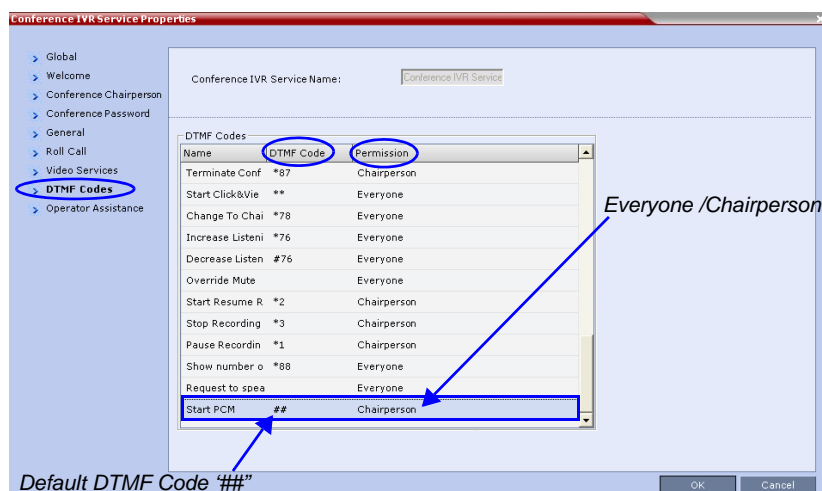 Conference IVR Service Properties
Global
Welcome
Conference Chairperson
Conference Password
General
Roll Call
Video Services
DTMF Codes
Operator Assistance
Conference IVR Service Name: Conference IVR Service
DTMF Codes
Name DTMF Code Permission
Terminate Conf *87 Chairperson
Start Click&Vie ** Everyone
Change To Chai *78 Everyone
Increase Listeni *76 Everyone
Decrease Listen #76 Everyone
Override Mute Everyone
Start Resume R *2 Chairperson
Stop Recording *3 Chairperson
Pause Recordin *1 Chairperson
Show number o *88 Everyone
Request to spea Everyone
Start PCM ## Chairperson
Everyone /Chairperson
Default DTMF Code ‘##”
OK Cancel